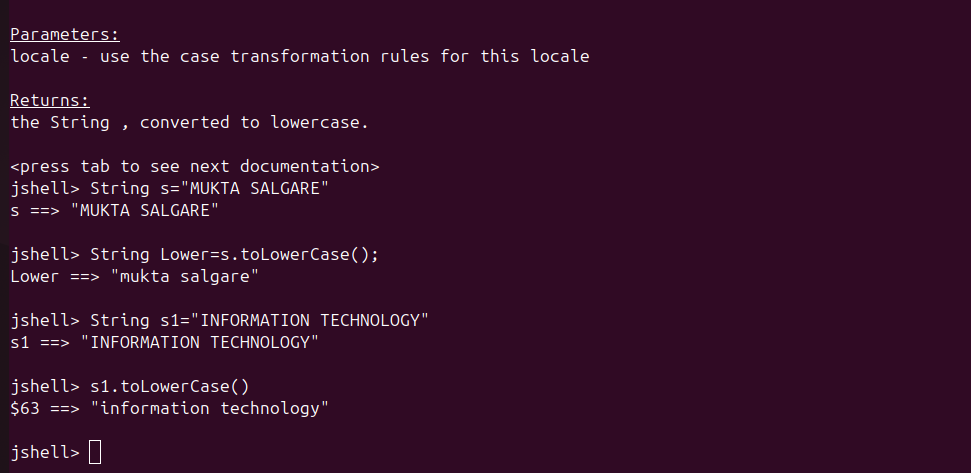 Parameters:
locale - use the case transformation rules for this locale
Returns:
the String , converted to lowercase.
<press tab to see next documentation>
jshell> String s="MUKTA SALGARE"
s ==> "MUKTA SALGARE"
jshell> String Lower=s.toLowerCase();
Lower ==> "mukta salgare"
jshell> String s1="INFORMATION TECHNOLOGY"
s1 ==> "INFORMATION TECHNOLOGY"
jshell> s1.toLowerCase()
$63 ==> "information technology"
jshell>